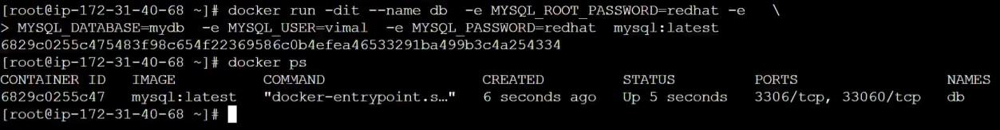 [root@ip-172-31-40-68 ~]# docker run -dit --name db  -e MYSQL_ROOT_PASSWORD=redhat -e   \
> MYSQL_DATABASE=mydb  -e MYSQL_USER=vimal  -e MYSQL_PASSWORD=redhat  mysql:latest
6829c0255c475483f98c654f22369586c0b4efea46533291ba499b3c4a254334
[root@ip-172-31-40-68 ~]# docker ps
CONTAINER ID   IMAGE          COMMAND                  CREATED         STATUS         PORTS                 NAMES
6829c0255c47   mysql:latest   "docker-entrypoint.s…"   6 seconds ago   Up 5 seconds   3306/tcp, 33060/tcp   db
[root@ip-172-31-40-68 ~]#